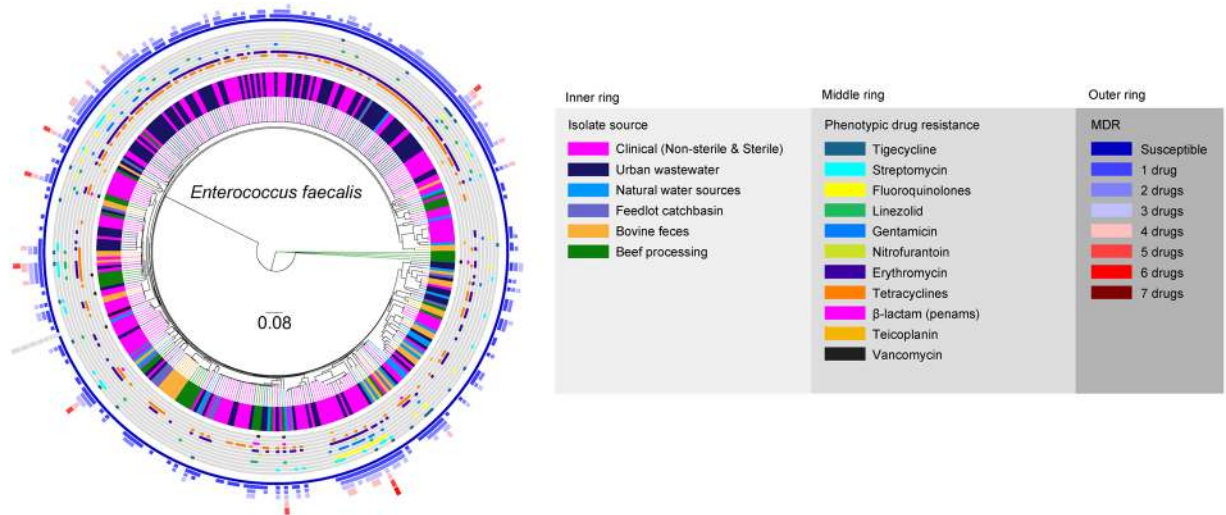 Enterococcus faecalis
0.08
Inner ring
Isolate source
Clinical (Non-sterile & Sterile)
Urban wastewater
Natural water sources
Feedlot catchbasin
Bovine feces
Beef processing
Middle ring
Phenotypic drug resistance
Tigecycline
Streptomycin
Fluoroquinolones
Linezolid
Gentamicin
Nitrofurantoin
Erythromycin
Tetracyclines
β-lactam (penams)
Teicoplanin
Vancomycin
Outer ring
MDR
Susceptible
1 drug
2 drugs
3 drugs
4 drugs
5 drugs
6 drugs
7 drugs